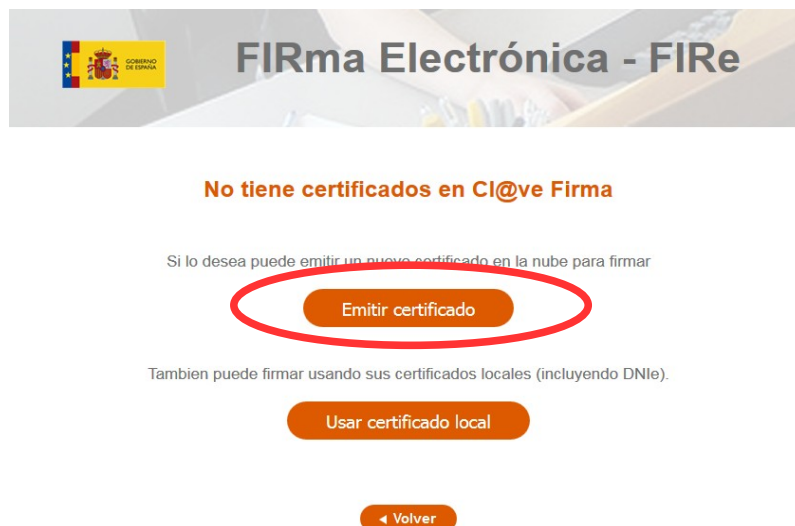 GOBIERNO
DE ESPAÑA
FIRma Electrónica - FIRe
No tiene certificados en Cl@ve Firma
Si lo desea puede emitir un nuevo certificado en la nube para firmar
Emitir certificado
Tambien puede firmar usando sus certificados locales (incluyendo DNIe).
Usar certificado local
◄ Volver